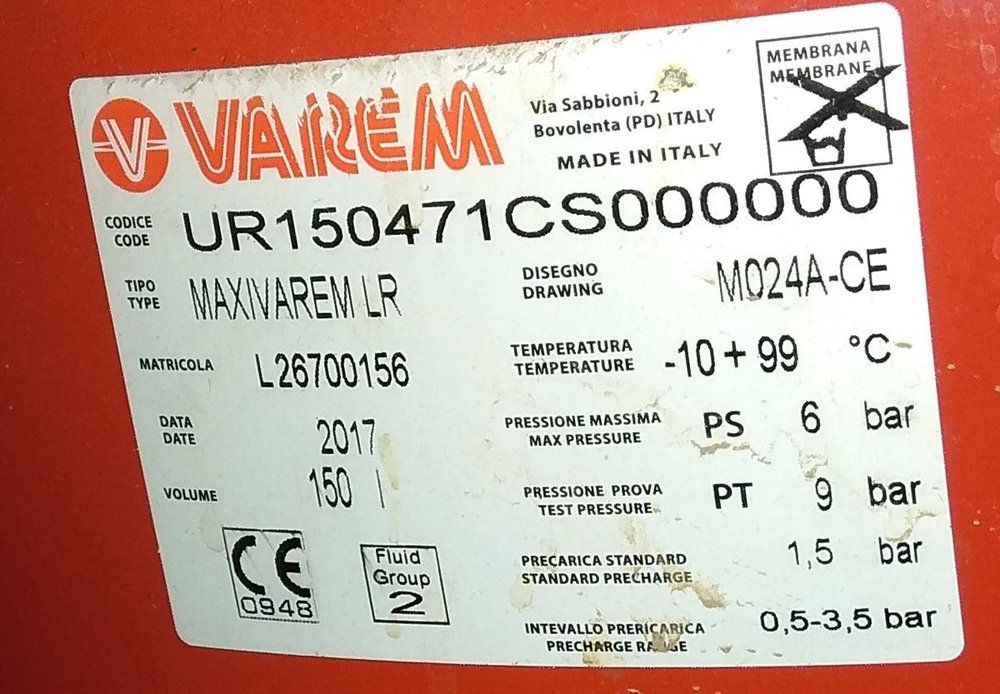 VAREM
Via Sabbioni, 2
Bovolenta (PD) ITALY
MADE IN ITALY
MEMBRANA
MEMBRANE
CODICE
CODE
UR150471CS000000
TIPO
TYPE
MAXIVAREM LR
DISEGNO
DRAWING
M024A-CE
MATRICOLA
L26700156
TEMPERATURA
TEMPERATURE
-10 + 99 °C
DATA
DATE
2017
PRESSIONE MASSIMA
MAX PRESSURE
PS 6 bar
VOLUME
150 l
PRESSIONE PROVA
TEST PRESSURE
PT 9 bar
CE
0948
Fluid
Group
2
PRECARICA STANDARD
STANDARD PRECHARGE
1,5 bar
INTEVALLO PRERICARICA
PRECHARGE
0,5-3,5 bar